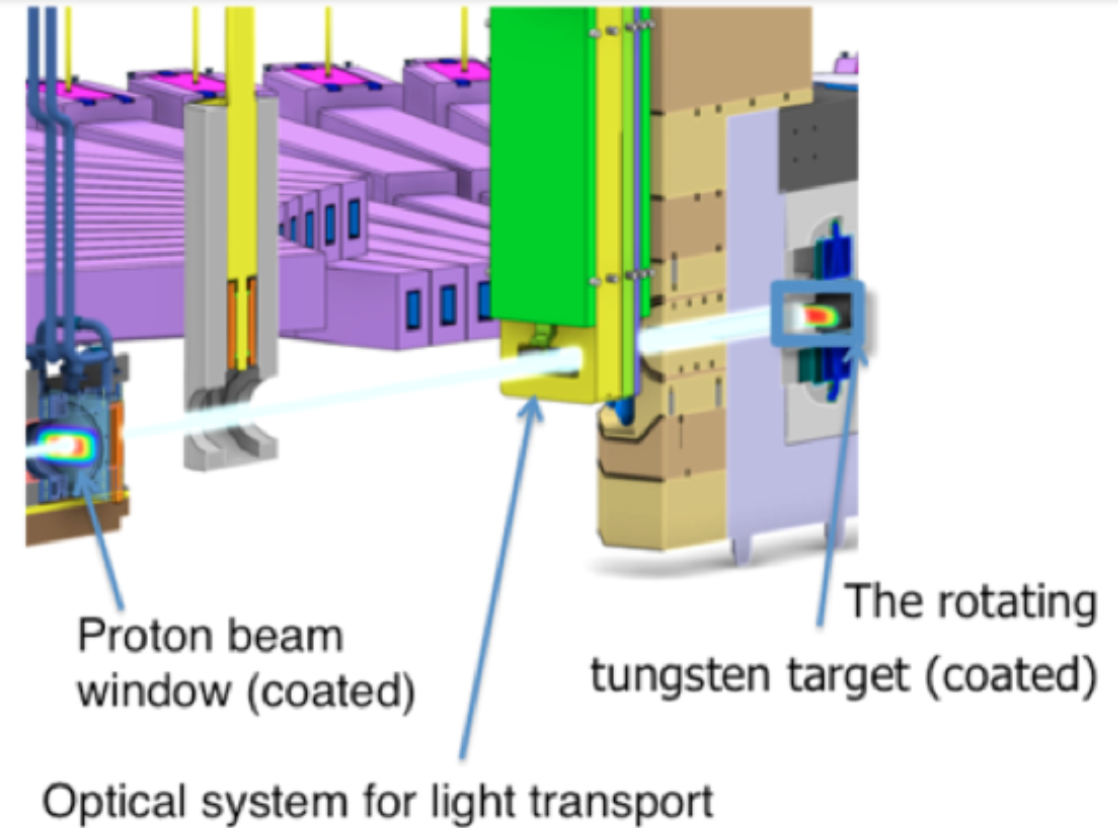 The rotating
tungsten target (coated)
Proton beam
window (coated)
Optical system for light transport